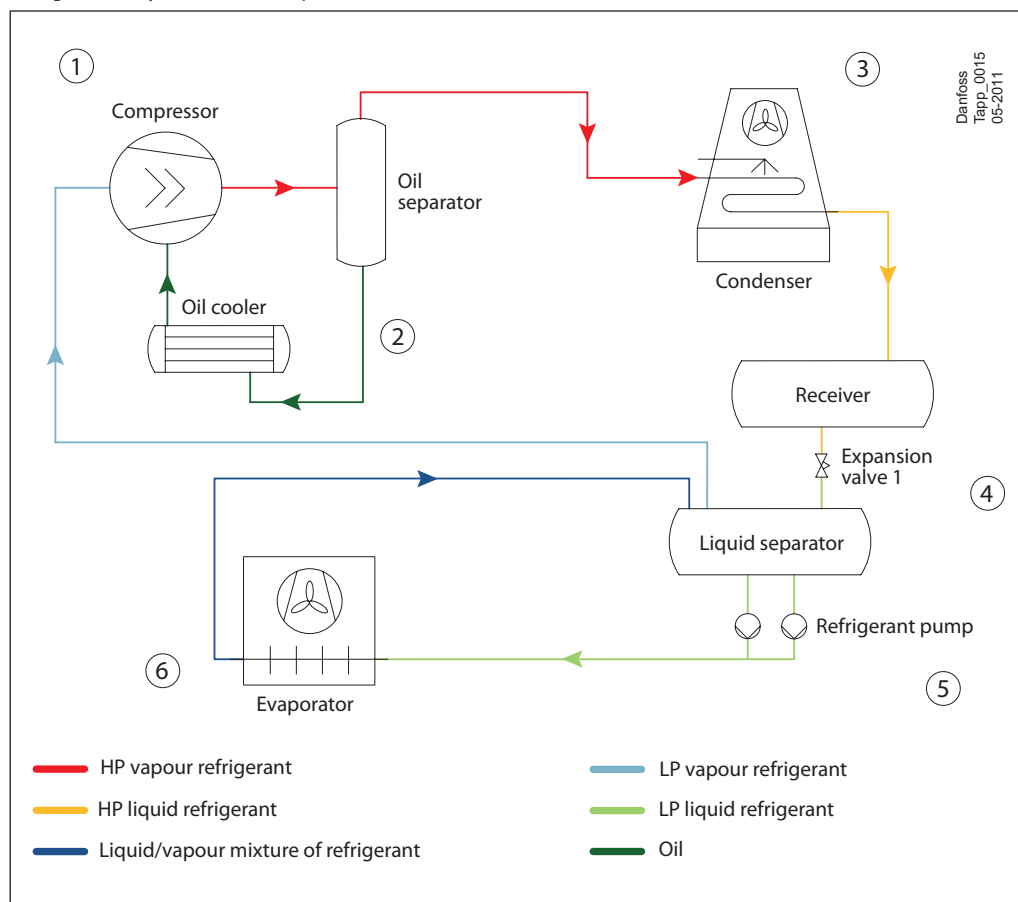 1
Compressor
Oil
separator
3
Danfoss
Tapp_0015
05-2011
Condenser
Oil cooler
2
Receiver
Expansion
valve 1
4
Liquid separator
Refrigerant pump
5
6
Evaporator
HP vapour refrigerant
LP vapour refrigerant
HP liquid refrigerant
LP liquid refrigerant
Liquid/vapour mixture of refrigerant
Oil